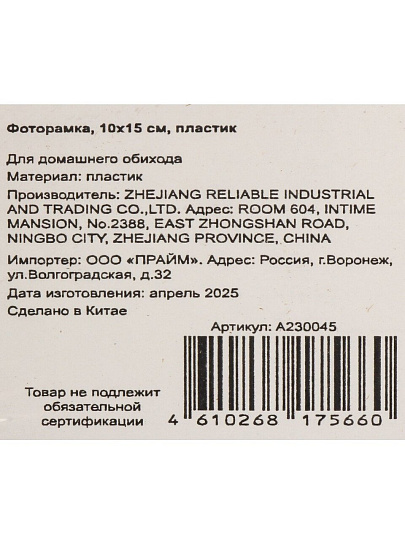 Фоторамка, 10х15 см, пластик
Для домашнего обихода
Материал: пластик
Производитель: ZHEJIANG RELIABLE INDUSTRIAL
AND TRADING CO.,LTD. Адрес: ROOM 604, INTIME
MANSION, No.2388, EAST ZHONGSHAN ROAD,
NINGBO CITY, ZHEJIANG PROVINCE, CHINA
Импортер: ООО «ПРАЙМ». Адрес: Россия, г.Воронеж,
ул.Волгоградская, д.32
Дата изготовления: апрель 2025
Сделано в Китае
Артикул: A230045
Товар не подлежит
обязательной
сертификации
4 610268 175660